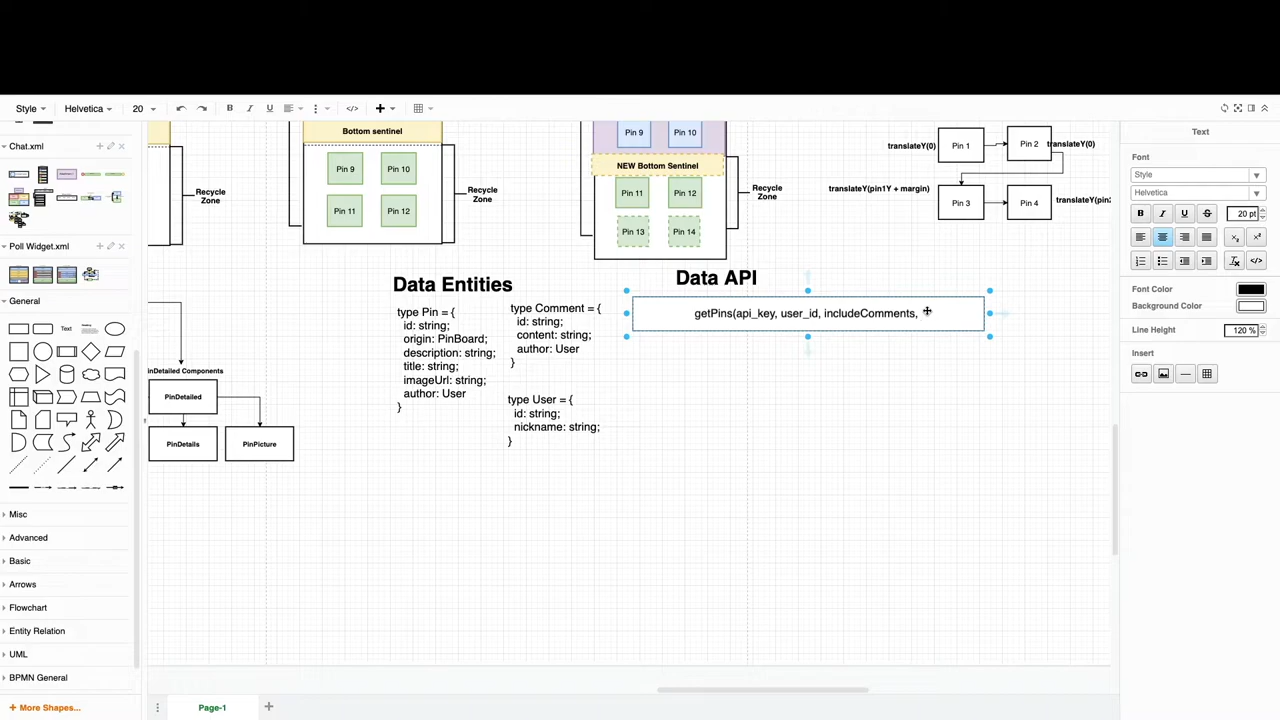 Style
Helvetica
20
Chat.xml
Poll Widget.xml
General
Text
Misc
Advanced
Basic
Arrows
Flowchart
Entity Relation
UML
BPMN General
More Shapes...
Bottom sentinel
Pin 9
Pin 10
Pin 11
Pin 12
Recycle
Zone
Recycle
Zone
Pin 9
Pin 10
NEW Bottom Sentinel
Pin 11
Pin 12
Pin 13
Pin 14
Recycle
Zone
translateY(0)
Pin 1
Pin 2
translateY(0)
translateY(pin1Y + margin)
Pin 3
Pin 4
Data Entities
type Pin = {
id: string;
origin: PinBoard;
description: string;
title: string;
imageUrl: string;
author: User
}
type Comment = {
id: string;
content: string;
author: User
}
type User = {
id: string;
nickname: string;
}
Data API
getPins(api_key, user_id, includeComments,
PinDetailed
PinDetails
PinPicture
Page-1
Text
Font
Style
Helvetica
20 pt
Font Color
Background Color
Line Height
120 %
Insert